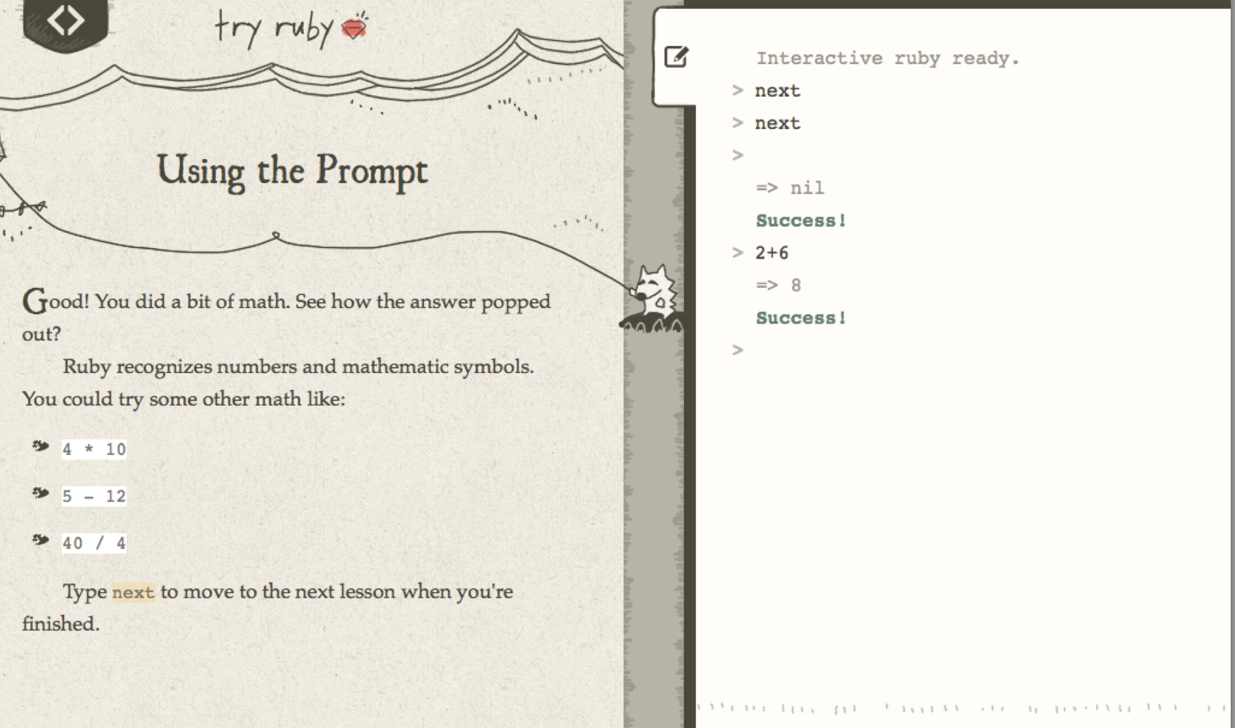 try ruby
Using the Prompt
Good! You did a bit of math. See how the answer popped
out?
Ruby recognizes numbers and mathematic symbols.
You could try some other math like:
4 * 10
5 - 12
40 / 4
Type next to move to the next lesson when you're
finished.
Interactive ruby ready.
> next
> next
>
=> nil
Success!
> 2+6
=> 8
Success!
>